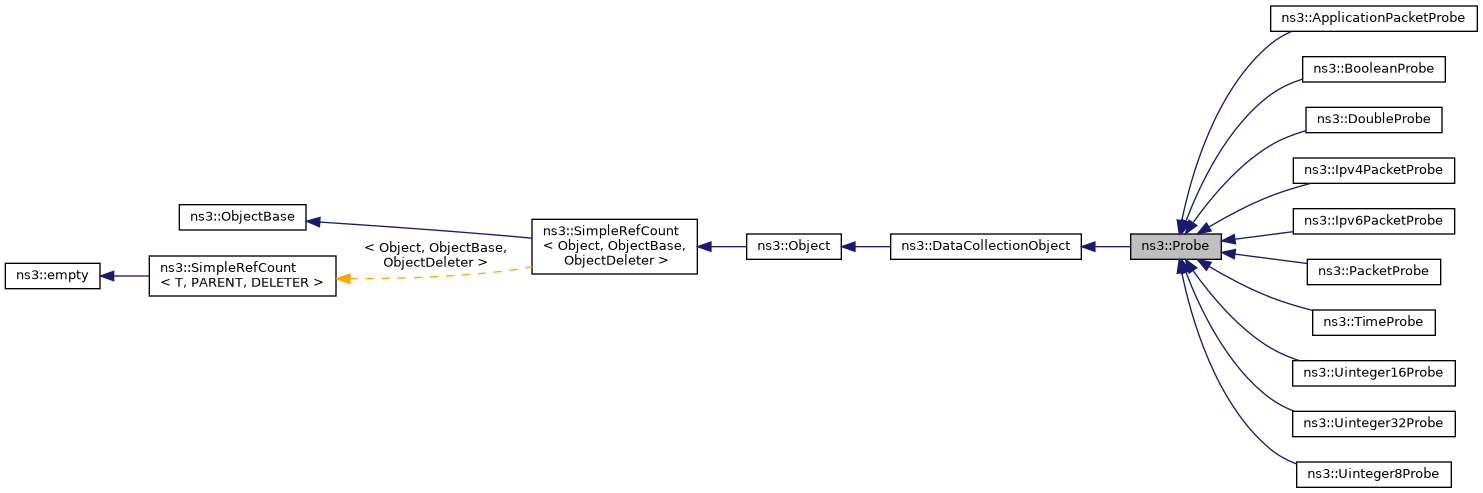 ns3::ApplicationPacketProbe
ns3::BooleanProbe
ns3::DoubleProbe
ns3::Ipv4PacketProbe
ns3::ObjectBase
ns3::SimpleRefCount
< Object, ObjectBase,
ObjectDeleter >
< Object, ObjectBase,
ObjectDeleter >
ns3::Object
ns3::DataCollectionObject
ns3::Probe
ns3::Ipv6PacketProbe
ns3::empty
ns3::SimpleRefCount
< T, PARENT, DELETER >
ns3::PacketProbe
ns3::TimeProbe
ns3::Uinteger16Probe
ns3::Uinteger32Probe
ns3::Uinteger8Probe